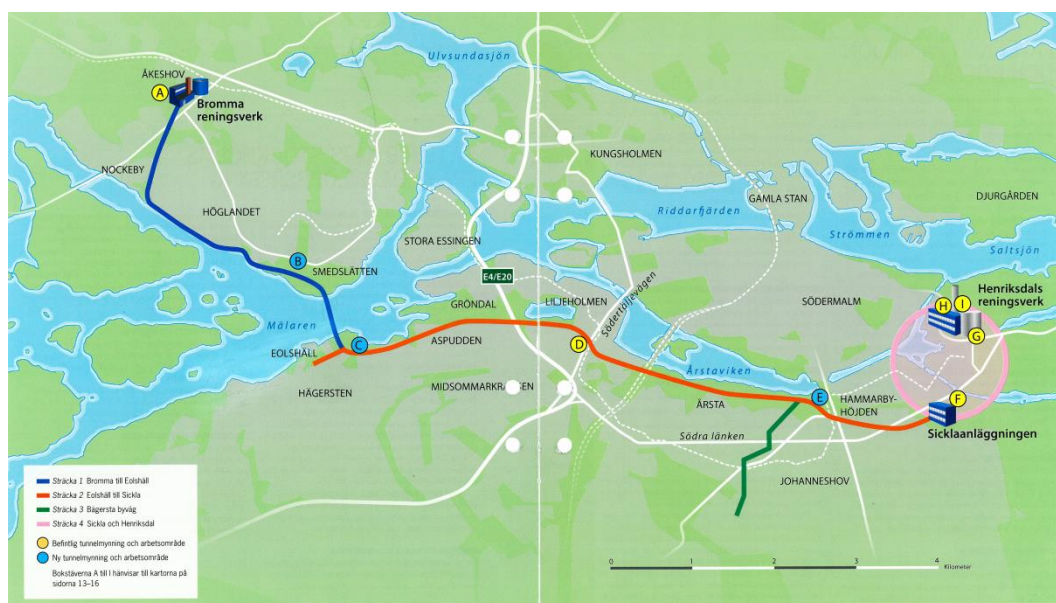 Ulvsundasjön
ÅKESHOV
A
Bromma
reningsverk
NOCKEBY
KUNGSHOLMEN
DJURGÅRDEN
GAMLA STAN
HÖGLANDET
Riddarfjärden
Strömmen
STORA ESSINGEN
Saltsjön
B
SMEDSLÄTTEN
E4/E20
Henriksdals
reningsverk
GRÖNDAL
LILJEHOLMEN
Södertäljevägen
SÖDERMALM
H
I
Mälaren
G
ASPUDDEN
C
D
EOLSHÄLL
Årstaviken
HÄGERSTEN
MIDSOMMARKRANSEN
ÅRSTA
E
HAMMARBY-
HÖJDEN
F
Sicklaanläggningen
Södra länken
JOHANNESHOV
Sträcka 1 Bromma till Eolshäll
Sträcka 2 Eolshäll till Sickla
Sträcka 3 Bägersta byväg
Sträcka 4 Sickla och Henriksdal
Befintlig tunnelmynning och arbetsområde
Ny tunnelmynning och arbetsområde
Bokstäverna A till I hänvisar till kartorna på
sidorna 13–16
0 1 2 3 4
Kilometer